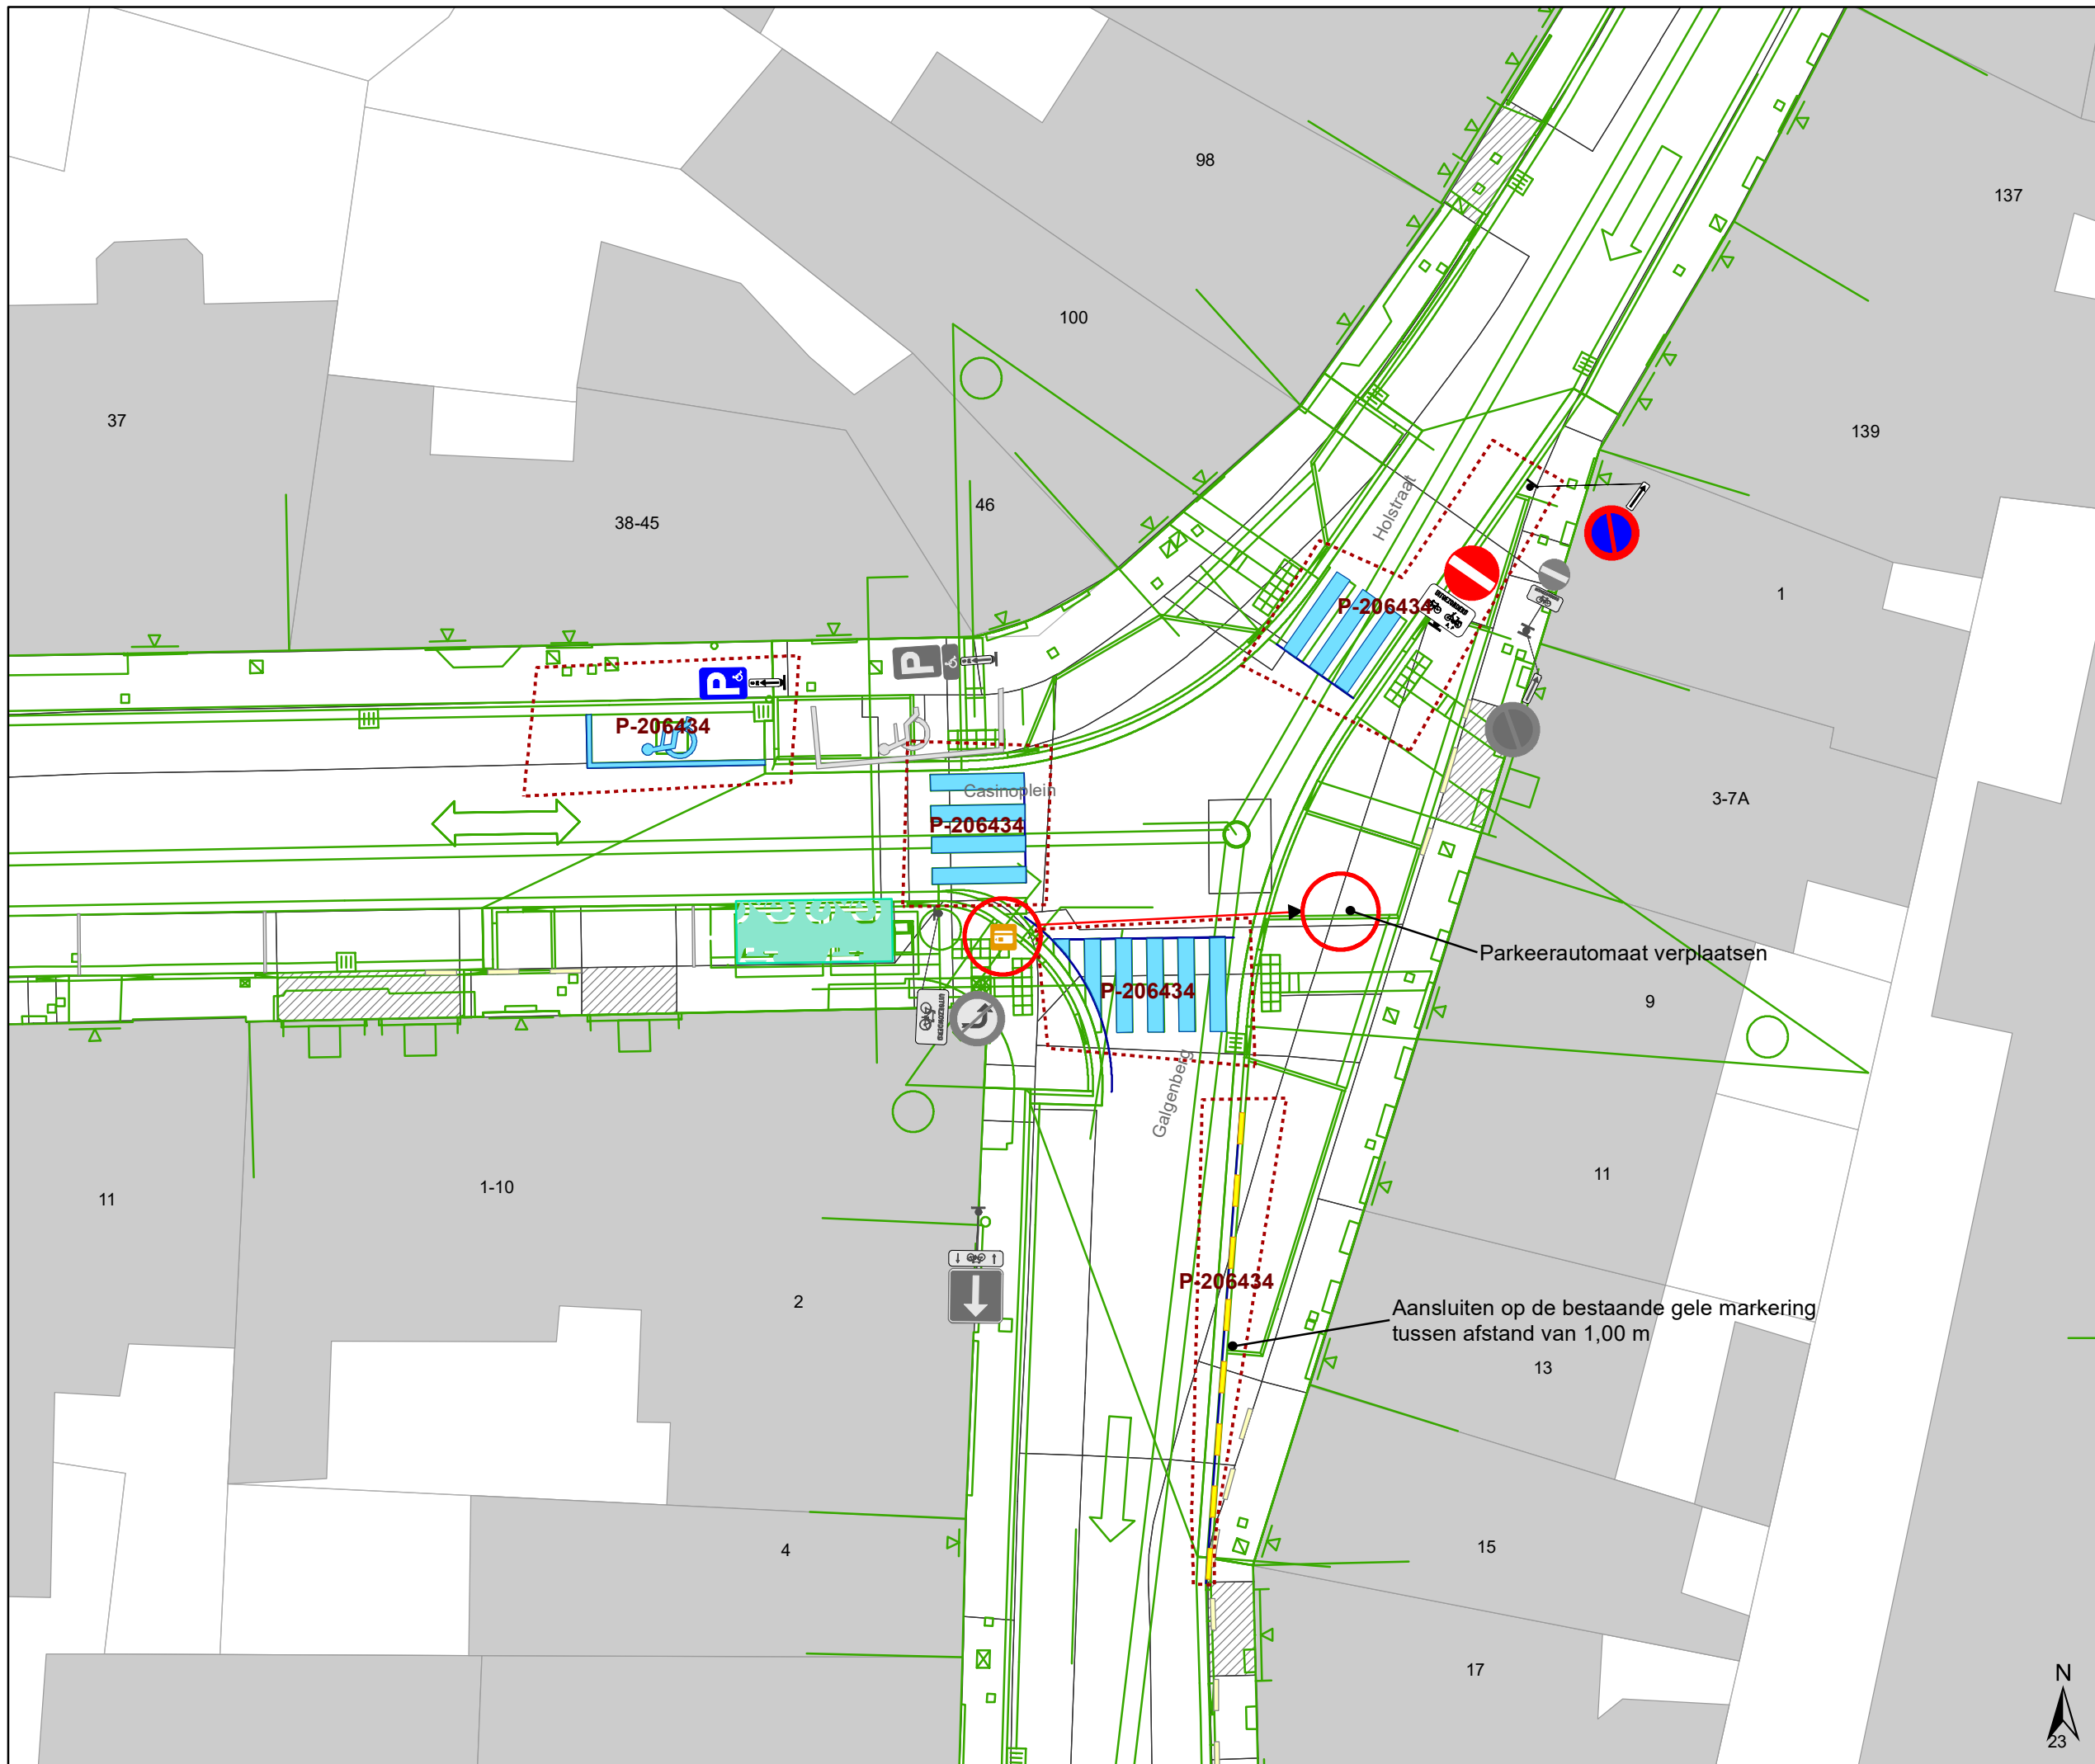 98
137
100
37
139
38-45
46
Holstraat
1
P-206434
P
P
P-206434
Casinoplein
P-206434
3-7A
Parkeerautomaat verplaatsen
P-206434
9
Galgenberg
11
1-10
11
P-206434
2
Aansluiten op de bestaande gele markering
tussen afstand van 1,00 m
13
4
15
17
N
23